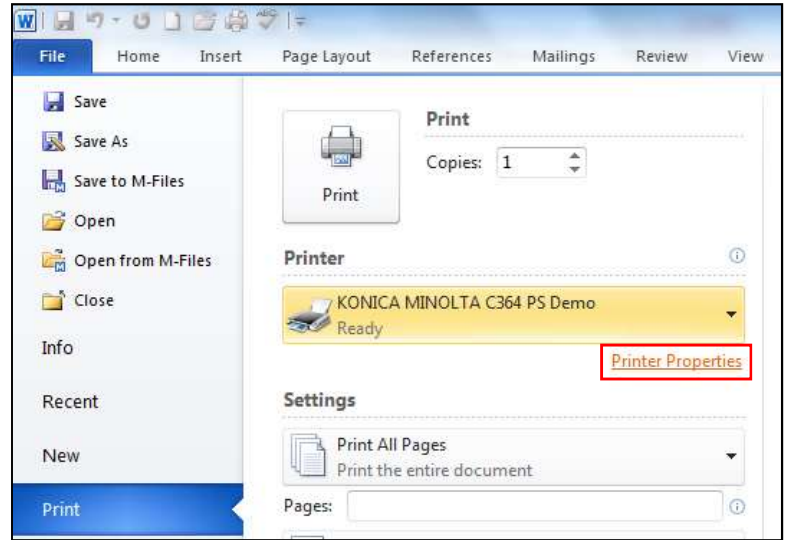 W
File Home Insert Page Layout References Mailings Review View
Save
Save As
Save to M-Files
Open
Open from M-Files
Close
Info
Recent
New
Print
Print
Print
Copies: 1
Printer
KONICA MINOLTA C364 PS Demo
Ready
Printer Properties
Settings
Print All Pages
Print the entire document
Pages: